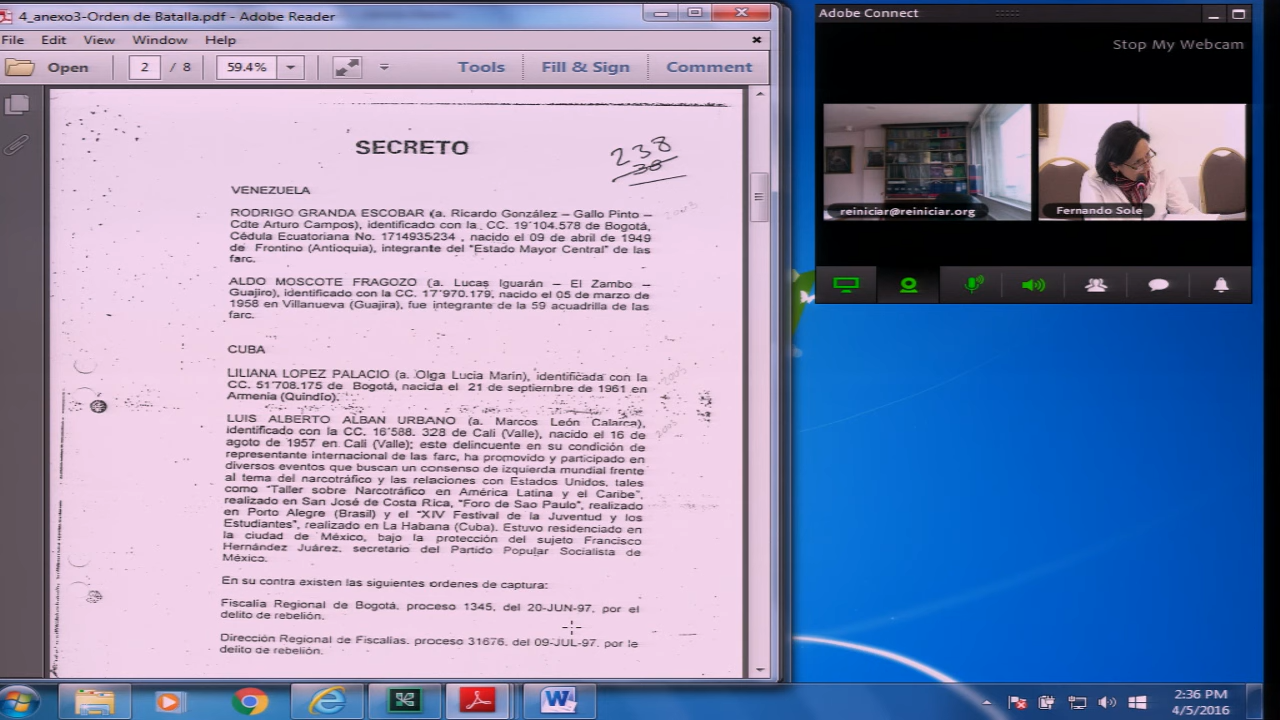 4_anexo3-Orden de Batalla.pdf - Adobe Reader
File Edit View Window Help
Open 2 / 8 59.4% Tools Fill & Sign Comment
SECRETO
238
30
VENEZUELA
RODRIGO GRANDA ESCOBAR (a. Ricardo González – Gallo Pinto –
Cdte Arturo Campos), identificado con la CC. 19'104.578 de Bogotá,
Cédula Ecuatoriana No. 1714935234 , nacido el 09 de abril de 1949
de Frontino (Antioquia), integrante del "Estado Mayor Central" de las
farc.
ALDO MOSCOTE FRAGOZO (a. Lucas Iguarán – El Zambo –
Guajiro), identificado con la CC. 17'970.179, nacido el 05 de marzo de
1958 en Villanueva (Guajira), fue integrante de la 59 acuadrilla de las
farc.
CUBA
LILIANA LOPEZ PALACIO (a. Olga Lucia Marín), identificada con la
CC. 51'708.175 de Bogotá, nacida el 21 de septiembre de 1961 en
Armenia (Quindío).
LUIS ALBERTO ALBAN URBANO (a. Marcos León Calarca),
identificado con la CC. 16'588. 328 de Cali (Valle), nacido el 16 de
agoto de 1957 en Cali (Valle); este delincuente en su condición de
representante internacional de las farc, ha promovido y participado en
diversos eventos que buscan un consenso de izquierda mundial frente
al tema del narcotráfico y las relaciones con Estados Unidos, tales
como "Taller sobre Narcotráfico en América Latina y el Caribe",
realizado en San José de Costa Rica, "Foro de Sao Paulo", realizado
en Porto Alegre (Brasil) y el "XIV Festival de la Juventud y los
Estudiantes", realizado en La Habana (Cuba). Estuvo residenciado en
la ciudad de México, bajo la protección del sujeto Francisco
Hernández Juárez, secretario del Partido Popular Socialista de
México.
En su contra existen las siguientes ordenes de captura:
Fiscalía Regional de Bogotá, proceso 1345, del 20-JUN-97, por el
delito de rebelión.
Dirección Regional de Fiscalías, proceso 31676, del 09-JUL-97, por le
delito de rebelión.
Adobe Connect
Stop My Webcam
reiniciar@reiniciar.org
Fernando Sole
2:36 PM
4/5/2016